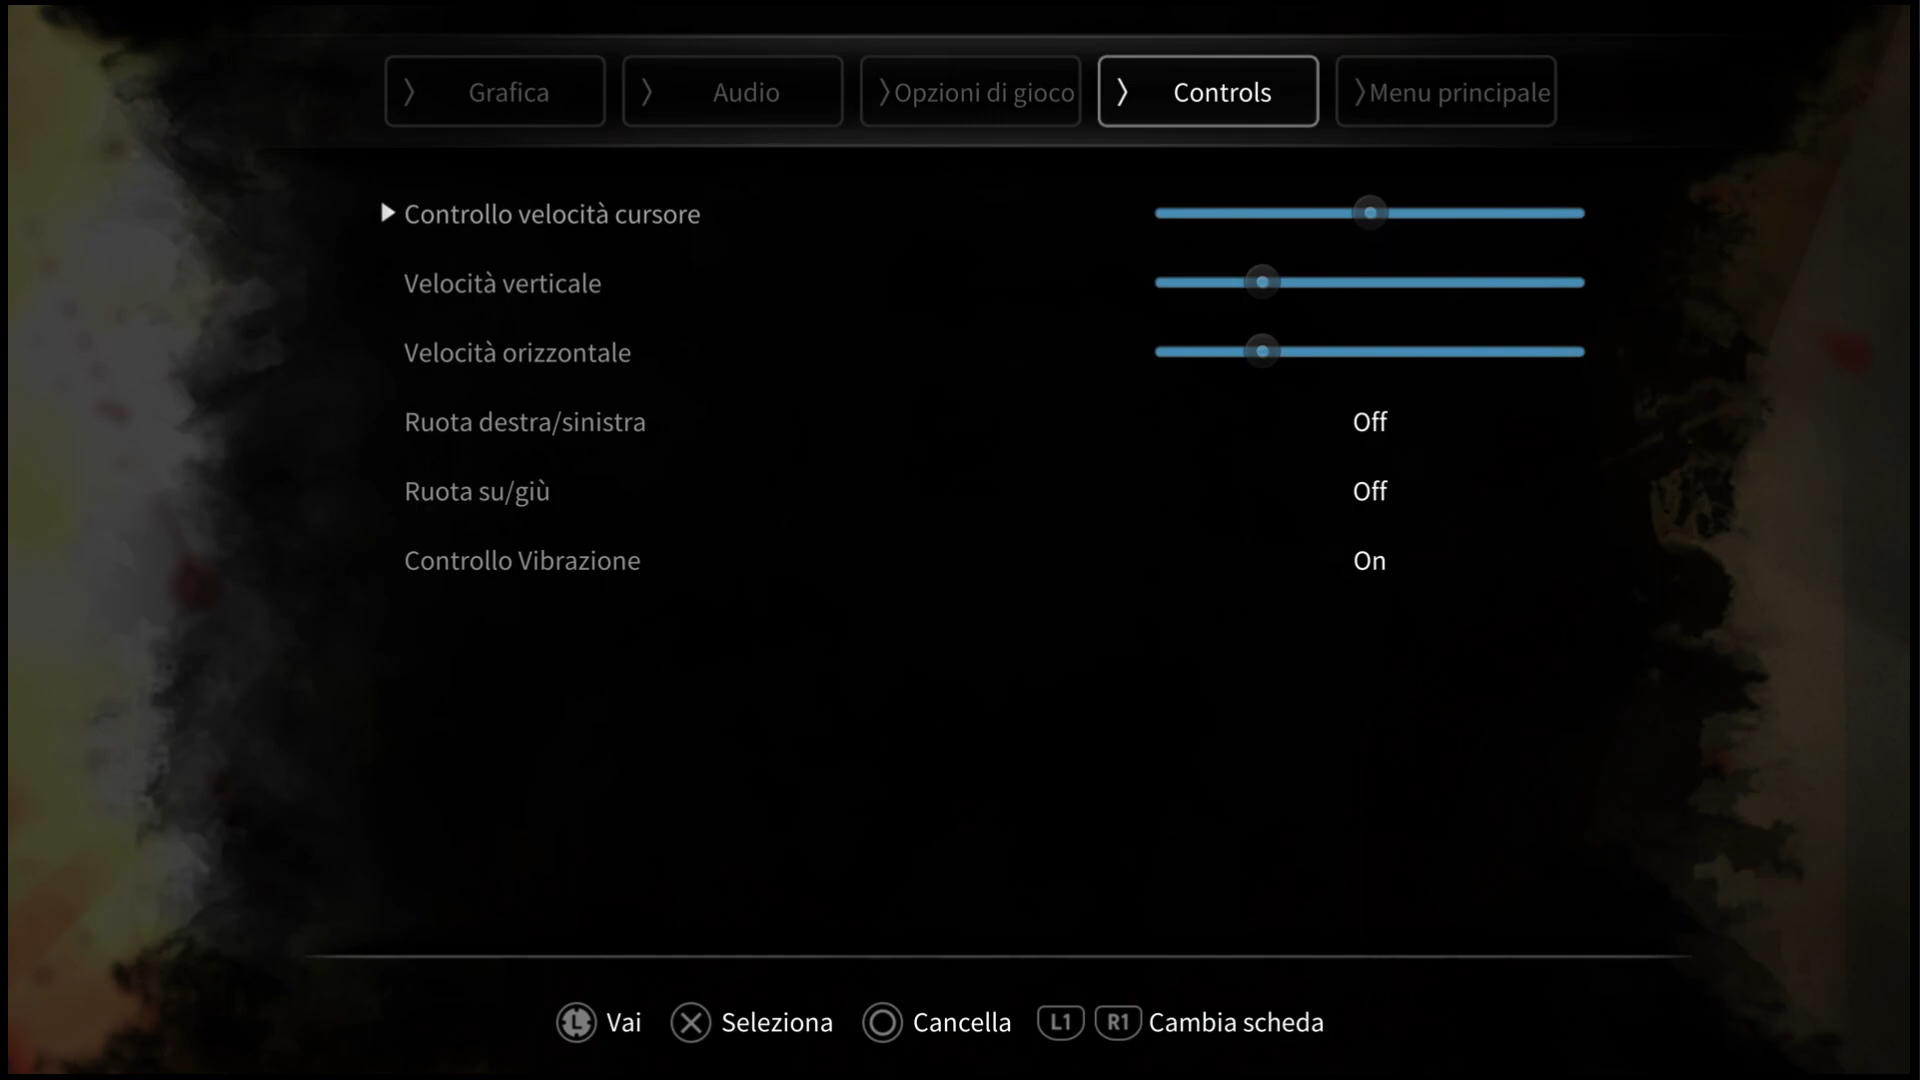 Grafica Audio Opzioni di gioco Controls Menu principale
Controllo velocità cursore
Velocità verticale
Velocità orizzontale
Ruota destra/sinistra Off
Ruota su/giù Off
Controllo Vibrazione On
L Vai Seleziona Cancella L1 R1 Cambia scheda